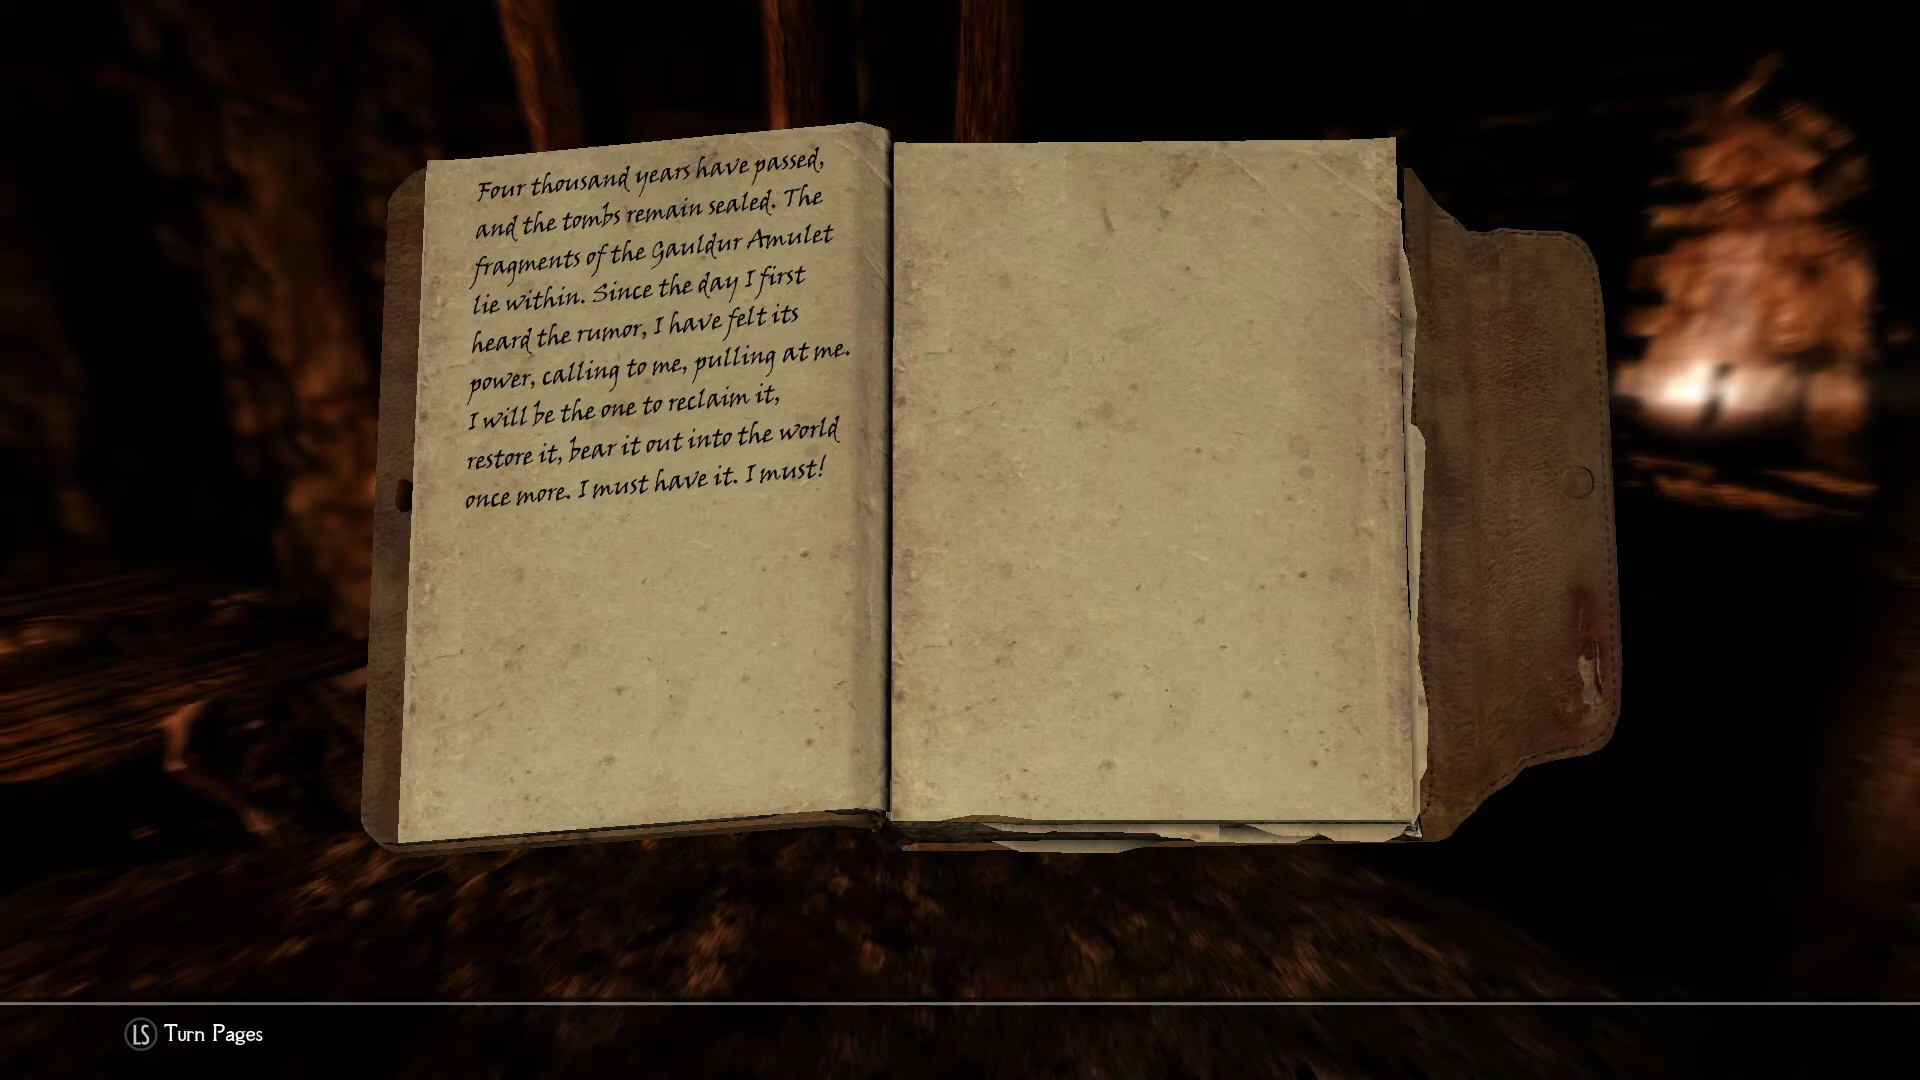 Four thousand years have passed,
and the tombs remain sealed. The
fragments of the Gauldur Amulet
lie within. Since the day I first
heard the rumor, I have felt its
power, calling to me, pulling at me.
I will be the one to reclaim it,
restore it, bear it out into the world
once more. I must have it. I must!
LS Turn Pages